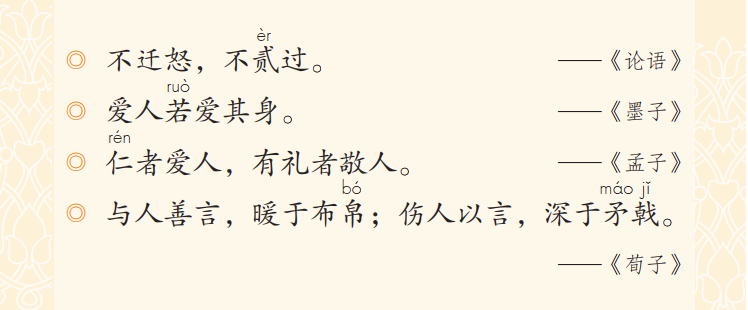 èr
◎ 不迁怒，不贰过。 ——《论语》
ruò
◎ 爱人若爱其身。 ——《墨子》
rén
◎ 仁者爱人，有礼者敬人。 ——《孟子》
bó máo jǐ
◎ 与人善言，暖于布帛；伤人以言，深于矛戟。
——《荀子》